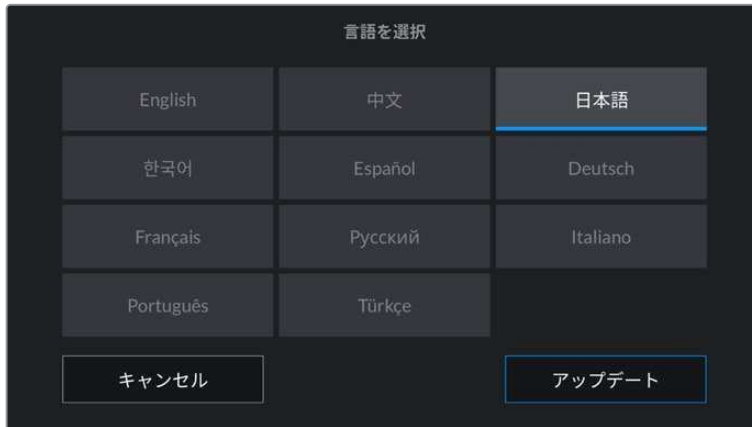 言語を選択
English
中文
日本語
한국어
Español
Deutsch
Français
Русский
Italiano
Português
Türkçe
キャンセル
アップデート